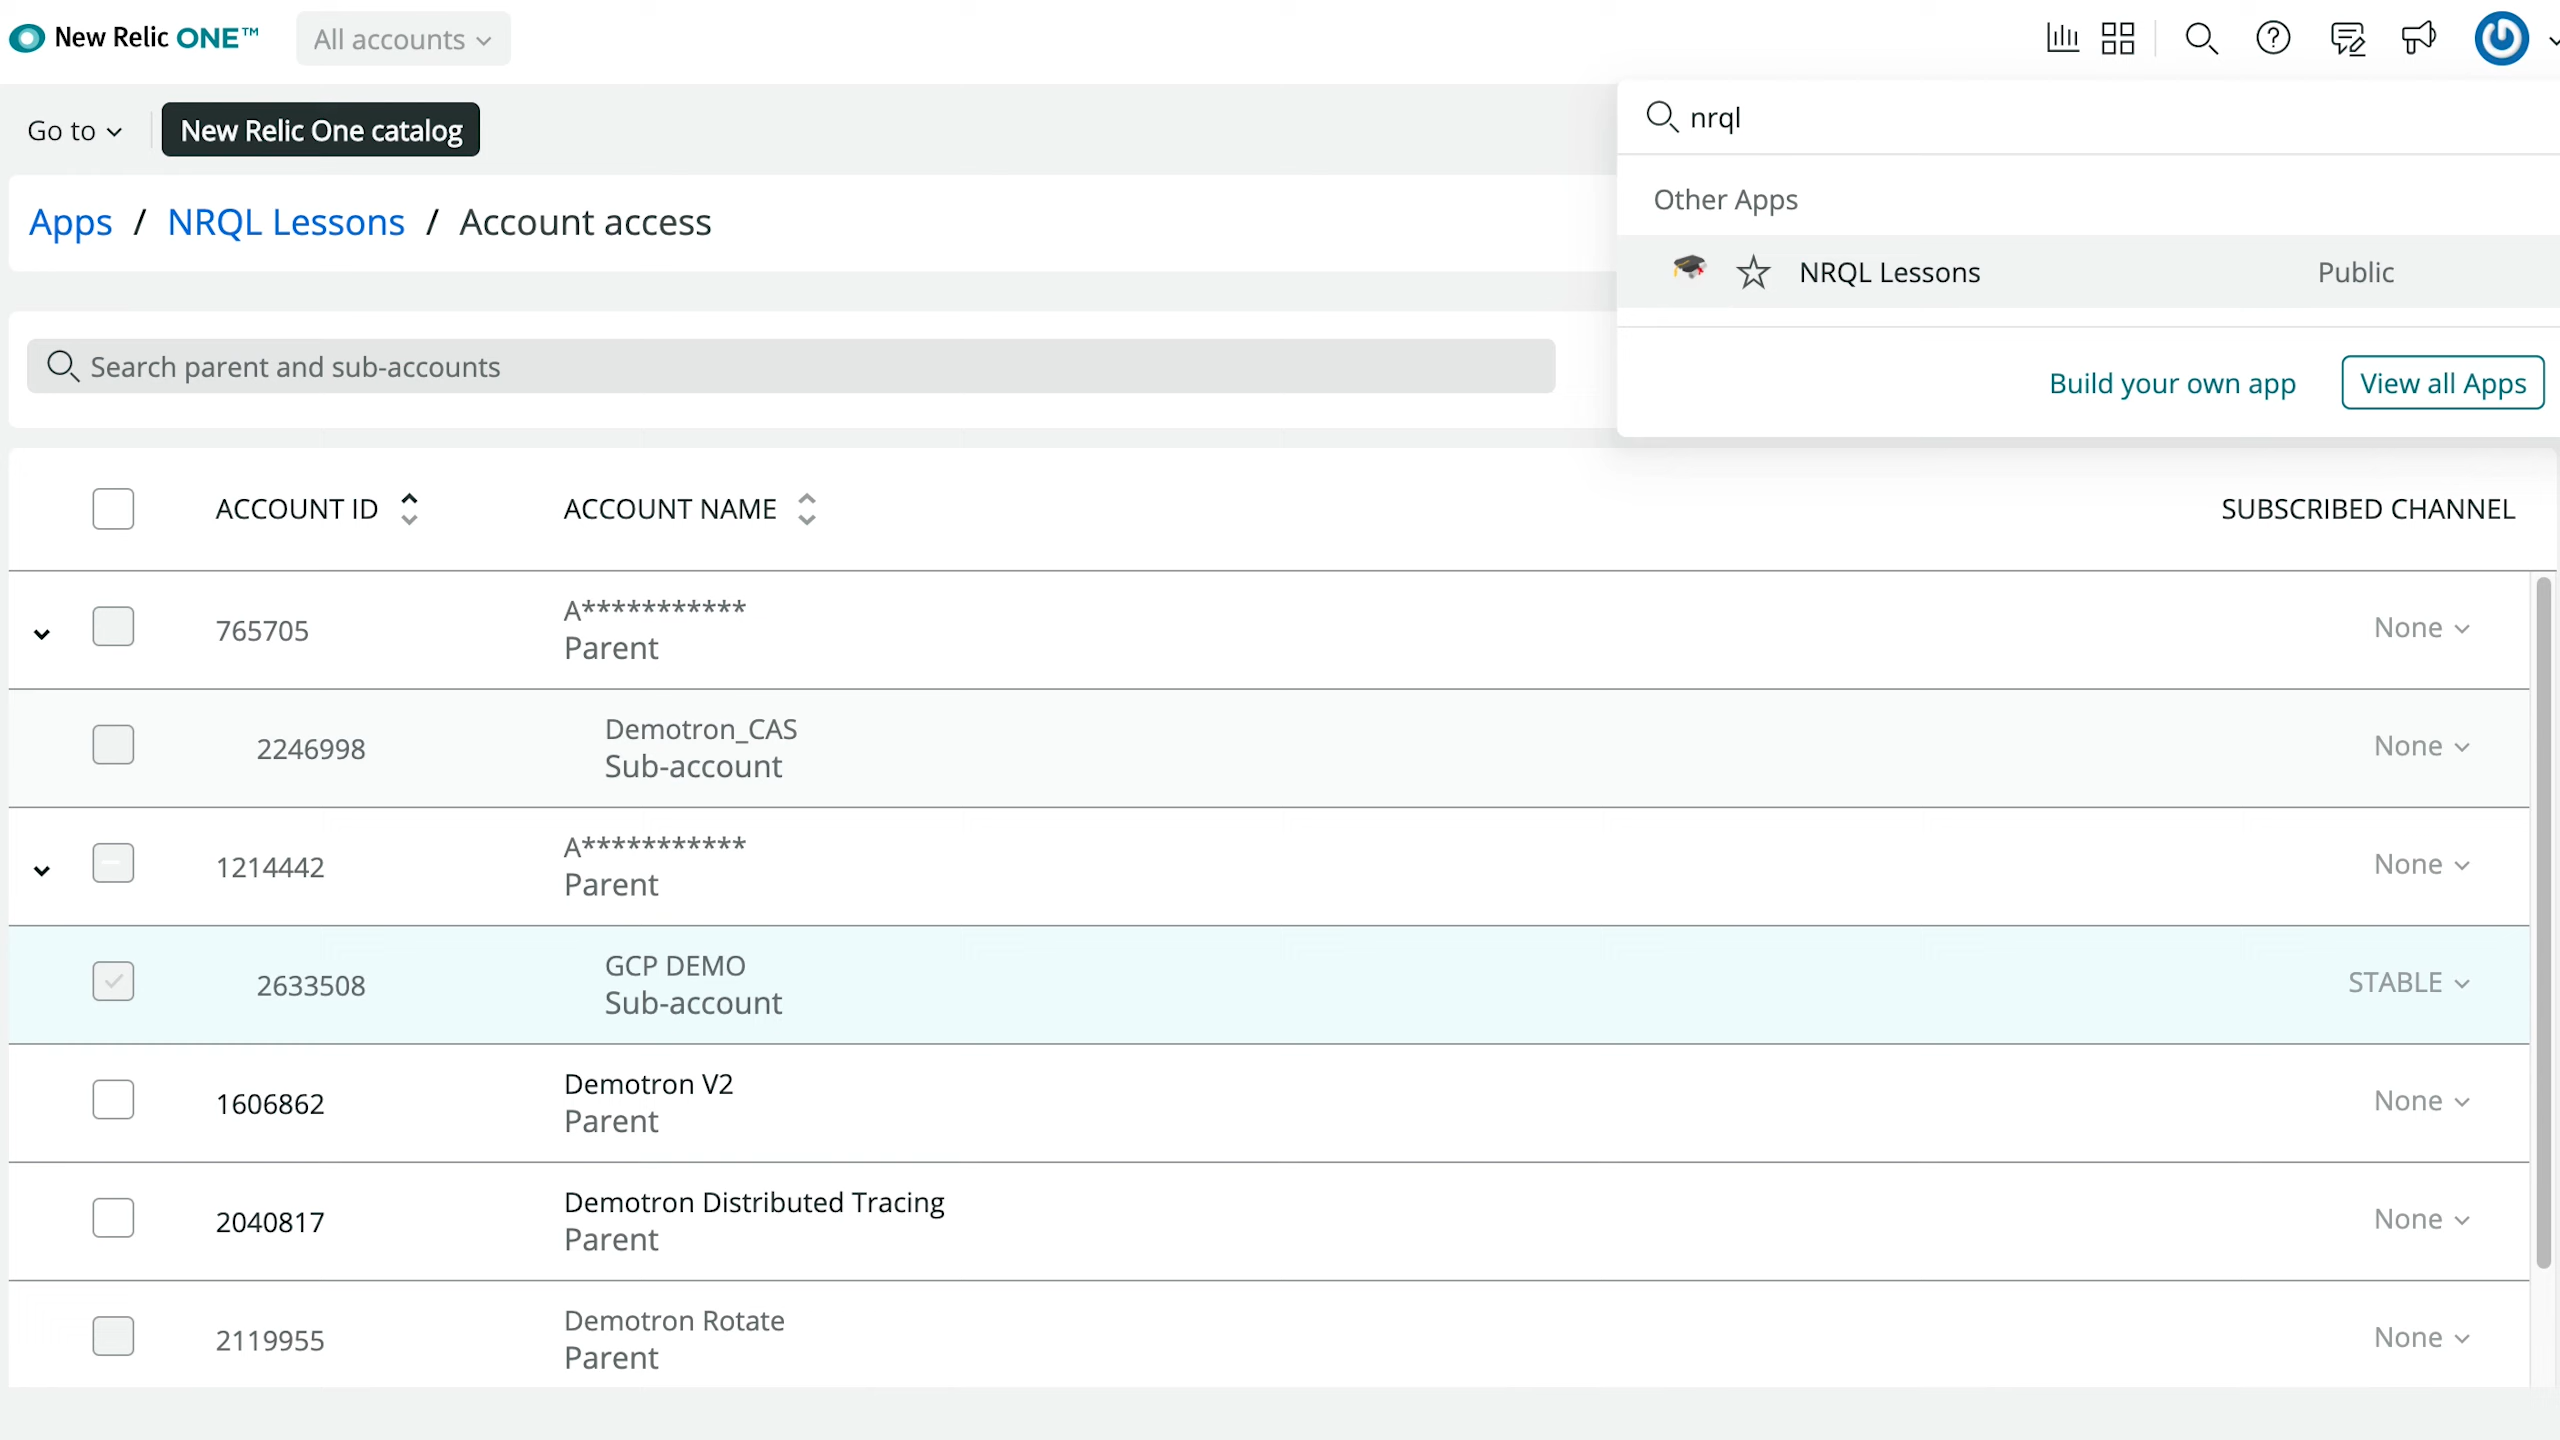 New Relic ONE™ All accounts
Go to New Relic One catalog
nrql
Other Apps
NRQL Lessons Public
Build your own app View all Apps
Apps / NRQL Lessons / Account access
Search parent and sub-accounts
ACCOUNT ID ACCOUNT NAME SUBSCRIBED CHANNEL
765705 A*********** None
Parent
2246998 Demotron_CAS None
Sub-account
1214442 A*********** None
Parent
2633508 GCP DEMO STABLE
Sub-account
1606862 Demotron V2 None
Parent
2040817 Demotron Distributed Tracing None
Parent
2119955 Demotron Rotate None
Parent